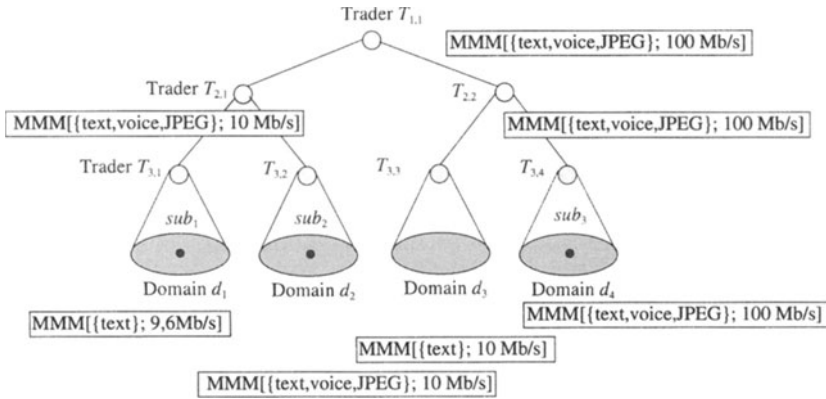 Trader T1,1
MMM[{text,voice,JPEG}; 100 Mb/s]
Trader T2,1
T2,2
MMM[{text,voice,JPEG}; 10 Mb/s]
MMM[{text,voice,JPEG}; 100 Mb/s]
Trader T3,1
T3,2
T3,3
T3,4
sub1
sub2
sub3
Domain d1
Domain d2
Domain d3
Domain d4
MMM[{text,voice,JPEG}; 100 Mb/s]
MMM[{text}; 9,6Mb/s]
MMM[{text}; 10 Mb/s]
MMM[{text,voice,JPEG}; 10 Mb/s]